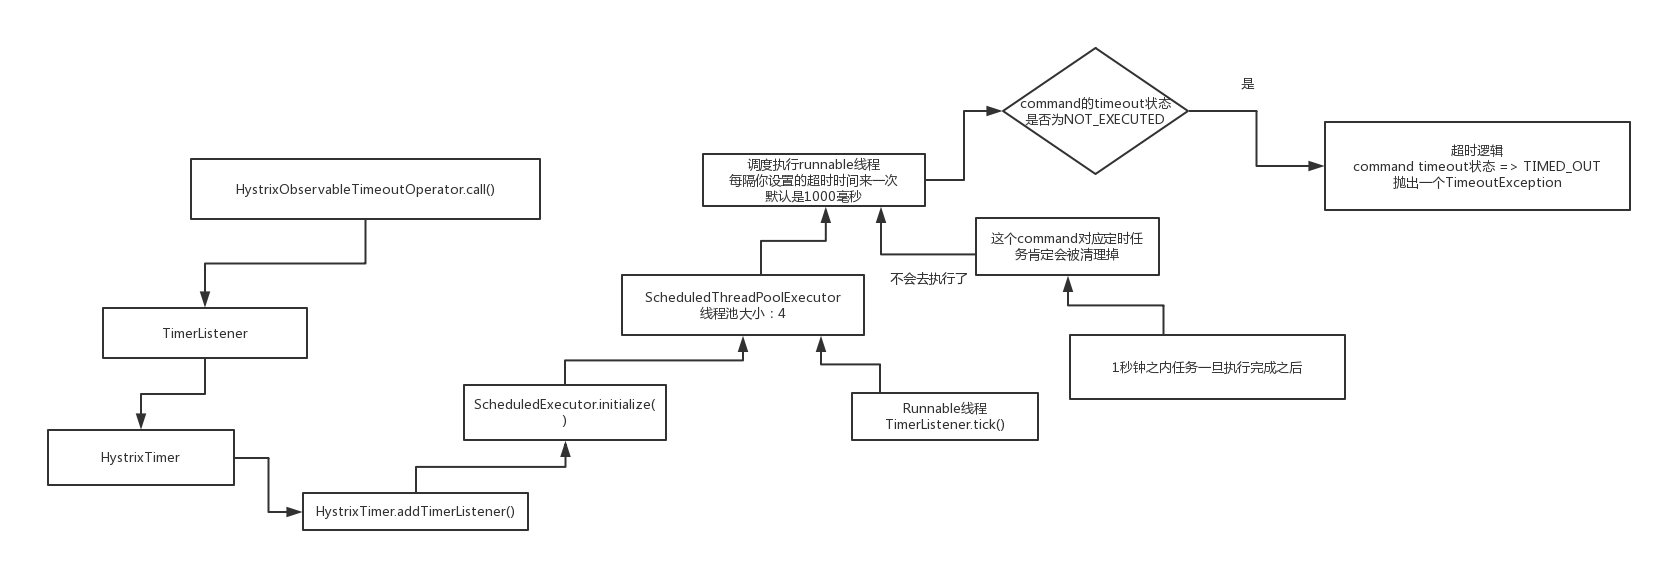 HystrixObservableTimeoutOperator.call()
TimerListener
HystrixTimer
HystrixTimer.addTimerListener()
ScheduledExecutor.initialize(
)
ScheduledThreadPoolExecutor
线程池大小：4
Runnable线程
TimerListener.tick()
调度执行runnable线程
每隔你设置的超时时间来一次
默认是1000毫秒
command的timeout状态
是否为NOT_EXECUTED
是
超时逻辑
command timeout状态 => TIMED_OUT
抛出一个TimeoutException
这个command对应定时任
务肯定会被清理掉
不会去执行了
1秒钟之内任务一旦执行完成之后